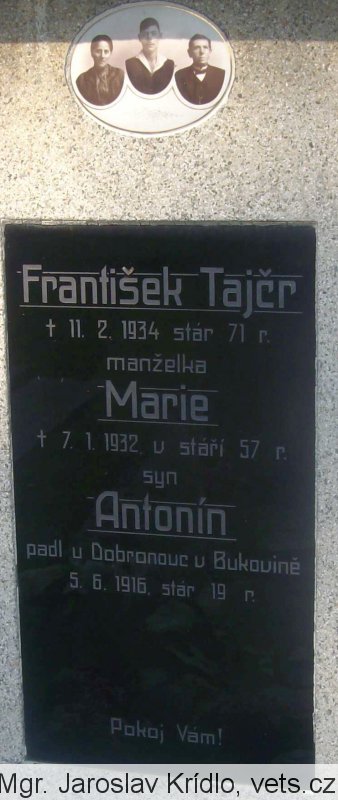 František Tajčr
† 11. 2. 1934 stár 71 r.
manželka
Marie
† 7. 1. 1932, v stáří 57 r.
syn
Antonín
padl u Dobronouc v Bukovině
5. 6. 1916, stár 19 r.
Pokoj Vám!
Mgr. Jaroslav Krídlo, vets.cz